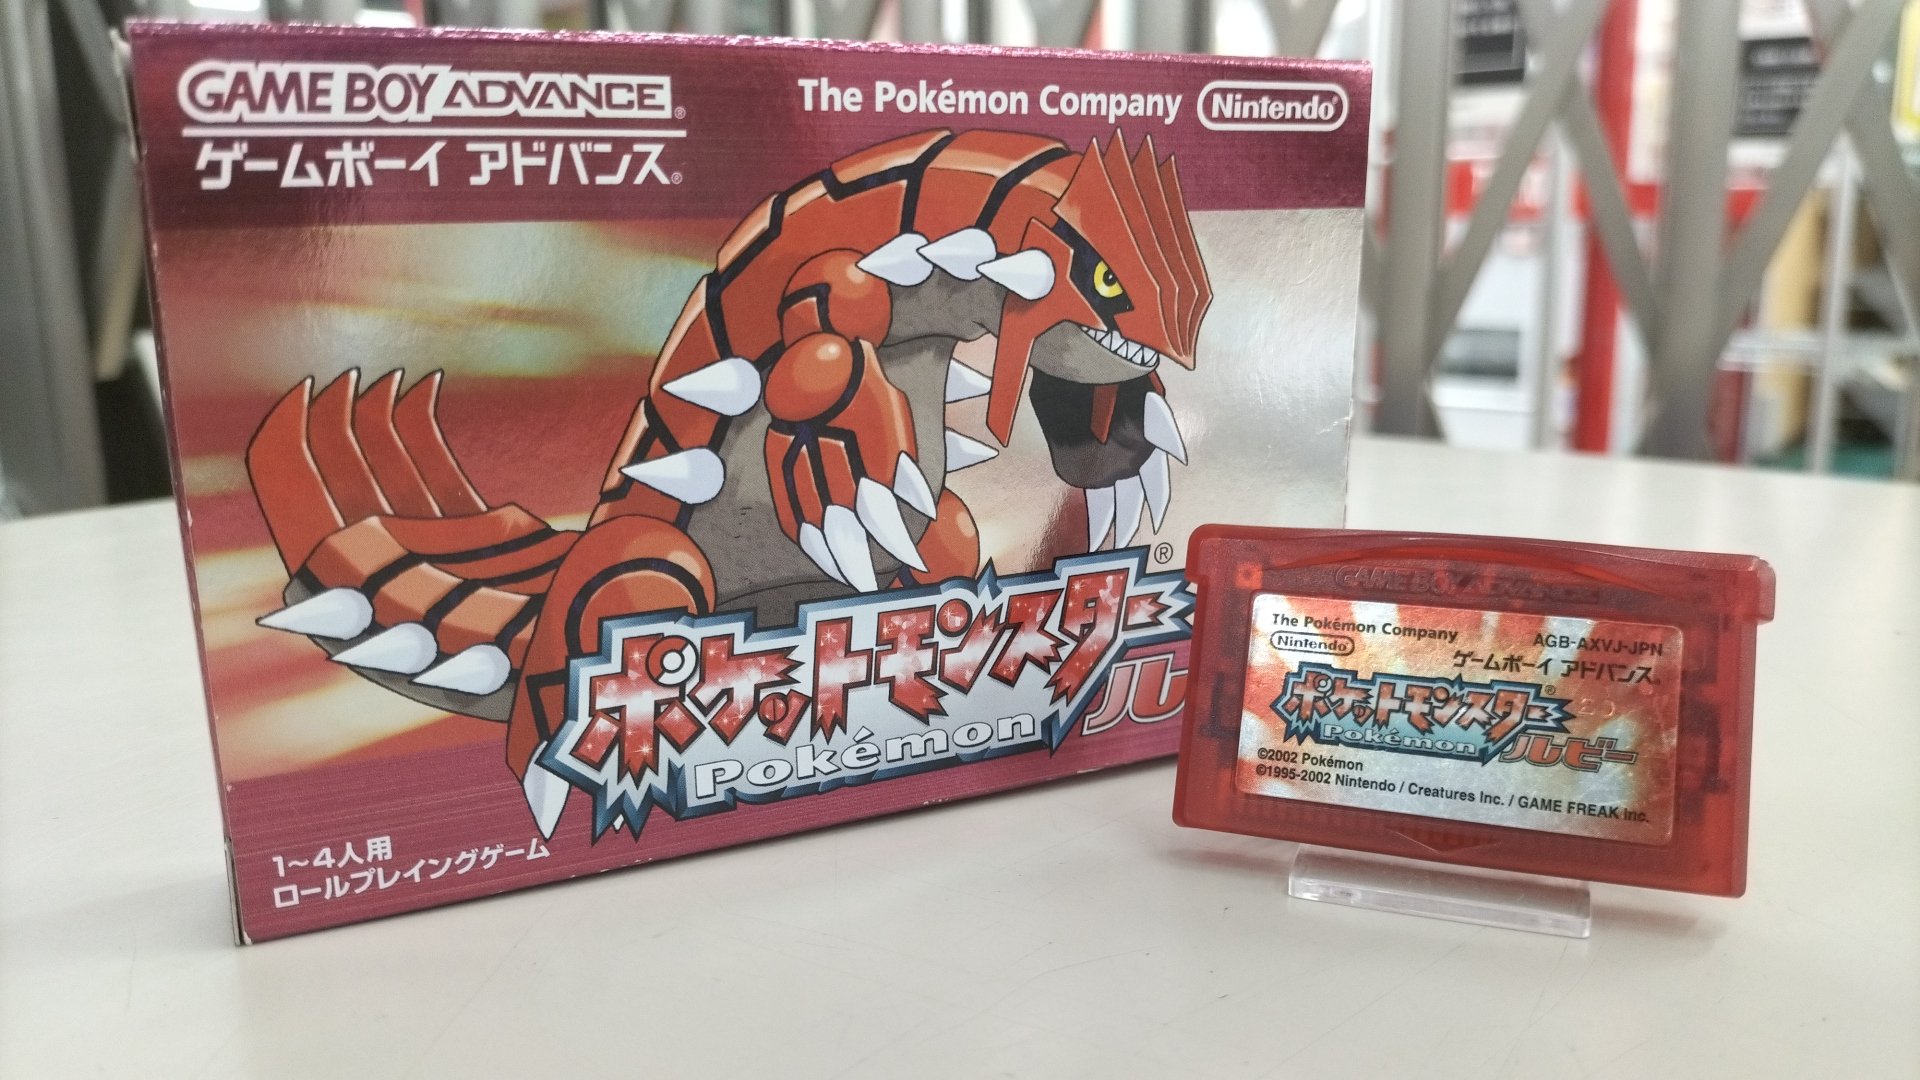 GAME BOY ADVANCE®
ゲームボーイ アドバンス®
The Pokémon Company
Nintendo®
®
ポケットモンスター
Pokémon
ルビ
1~4人用
ロールプレイングゲーム
GAME BOY ADVANCE
The Pokémon Company
Nintendo
AGB-AXVJ-JPN
ゲームボーイ アドバンス®
ポケットモンスター®
Pokémon
ルビー
©2002 Pokémon
©1995-2002 Nintendo / Creatures Inc. / GAME FREAK inc.